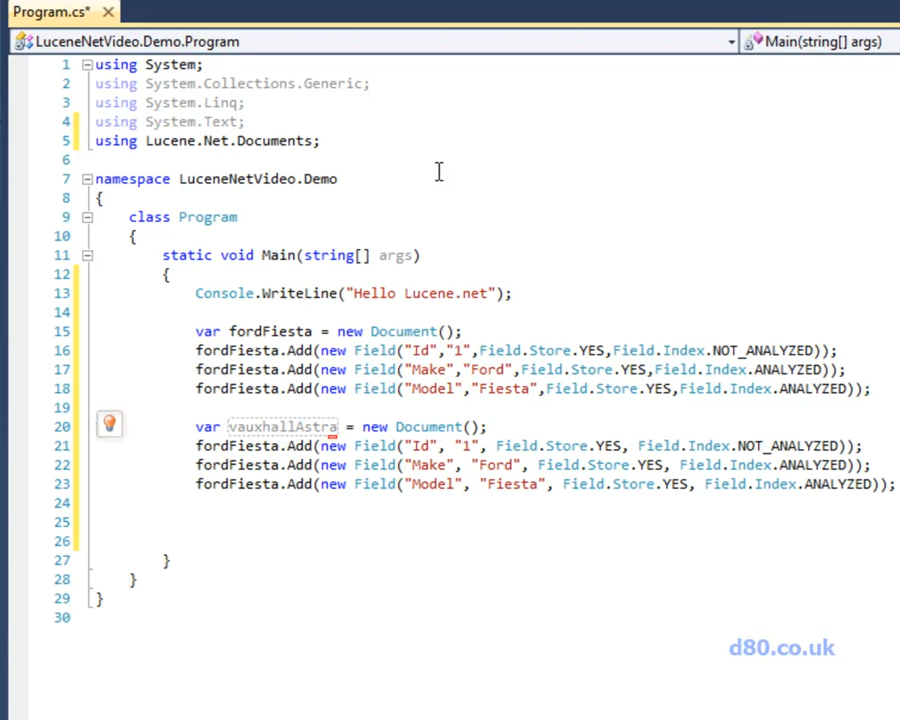 Program.cs*
LuceneNetVideo.Demo.Program Main(string[] args)
1 using System;
2 using System.Collections.Generic;
3 using System.Linq;
4 using System.Text;
5 using Lucene.Net.Documents;
6
7 namespace LuceneNetVideo.Demo
8 {
9 class Program
10 {
11 static void Main(string[] args)
12 {
13 Console.WriteLine("Hello Lucene.net");
14
15 var fordFiesta = new Document();
16 fordFiesta.Add(new Field("Id","1",Field.Store.YES,Field.Index.NOT_ANALYZED));
17 fordFiesta.Add(new Field("Make","Ford",Field.Store.YES,Field.Index.ANALYZED));
18 fordFiesta.Add(new Field("Model","Fiesta",Field.Store.YES,Field.Index.ANALYZED));
19
20 var vauxhallAstra = new Document();
21 fordFiesta.Add(new Field("Id", "1", Field.Store.YES, Field.Index.NOT_ANALYZED));
22 fordFiesta.Add(new Field("Make", "Ford", Field.Store.YES, Field.Index.ANALYZED));
23 fordFiesta.Add(new Field("Model", "Fiesta", Field.Store.YES, Field.Index.ANALYZED));
24
25
26
27 }
28 }
29 }
30
d80.co.uk